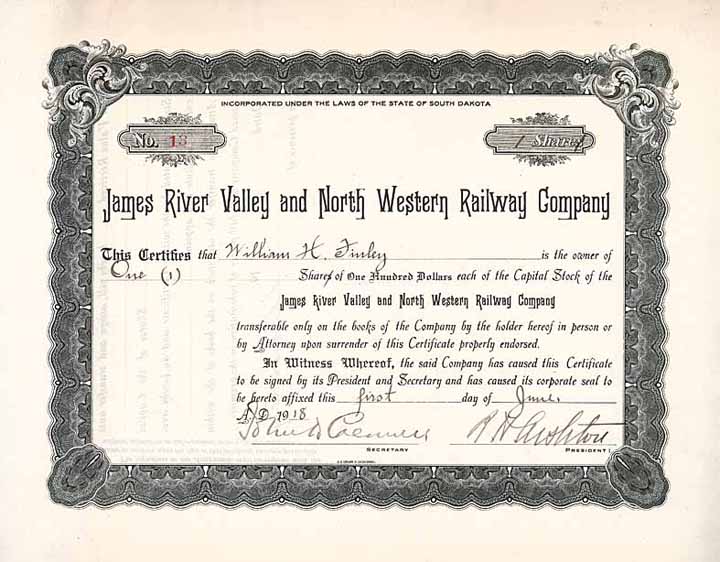 INCORPORATED UNDER THE LAWS OF THE STATE OF SOUTH DAKOTA
No. 13 1 Shares
James River Valley and North Western Railway Company
This Certifies that William H. Finley is the owner of
One (1) Shares of One Hundred Dollars each of the Capital Stock of the
James River Valley and North Western Railway Company
transferable only on the books of the Company by the holder hereof in person or
by Attorney upon surrender of this Certificate properly endorsed.
In Witness Whereof, the said Company has caused this Certificate
to be signed by its President and Secretary and has caused its corporate seal to
be hereto affixed this first day of June.
A.D. 1918
John D Caldwell R H Aishton
SECRETARY PRESIDENT